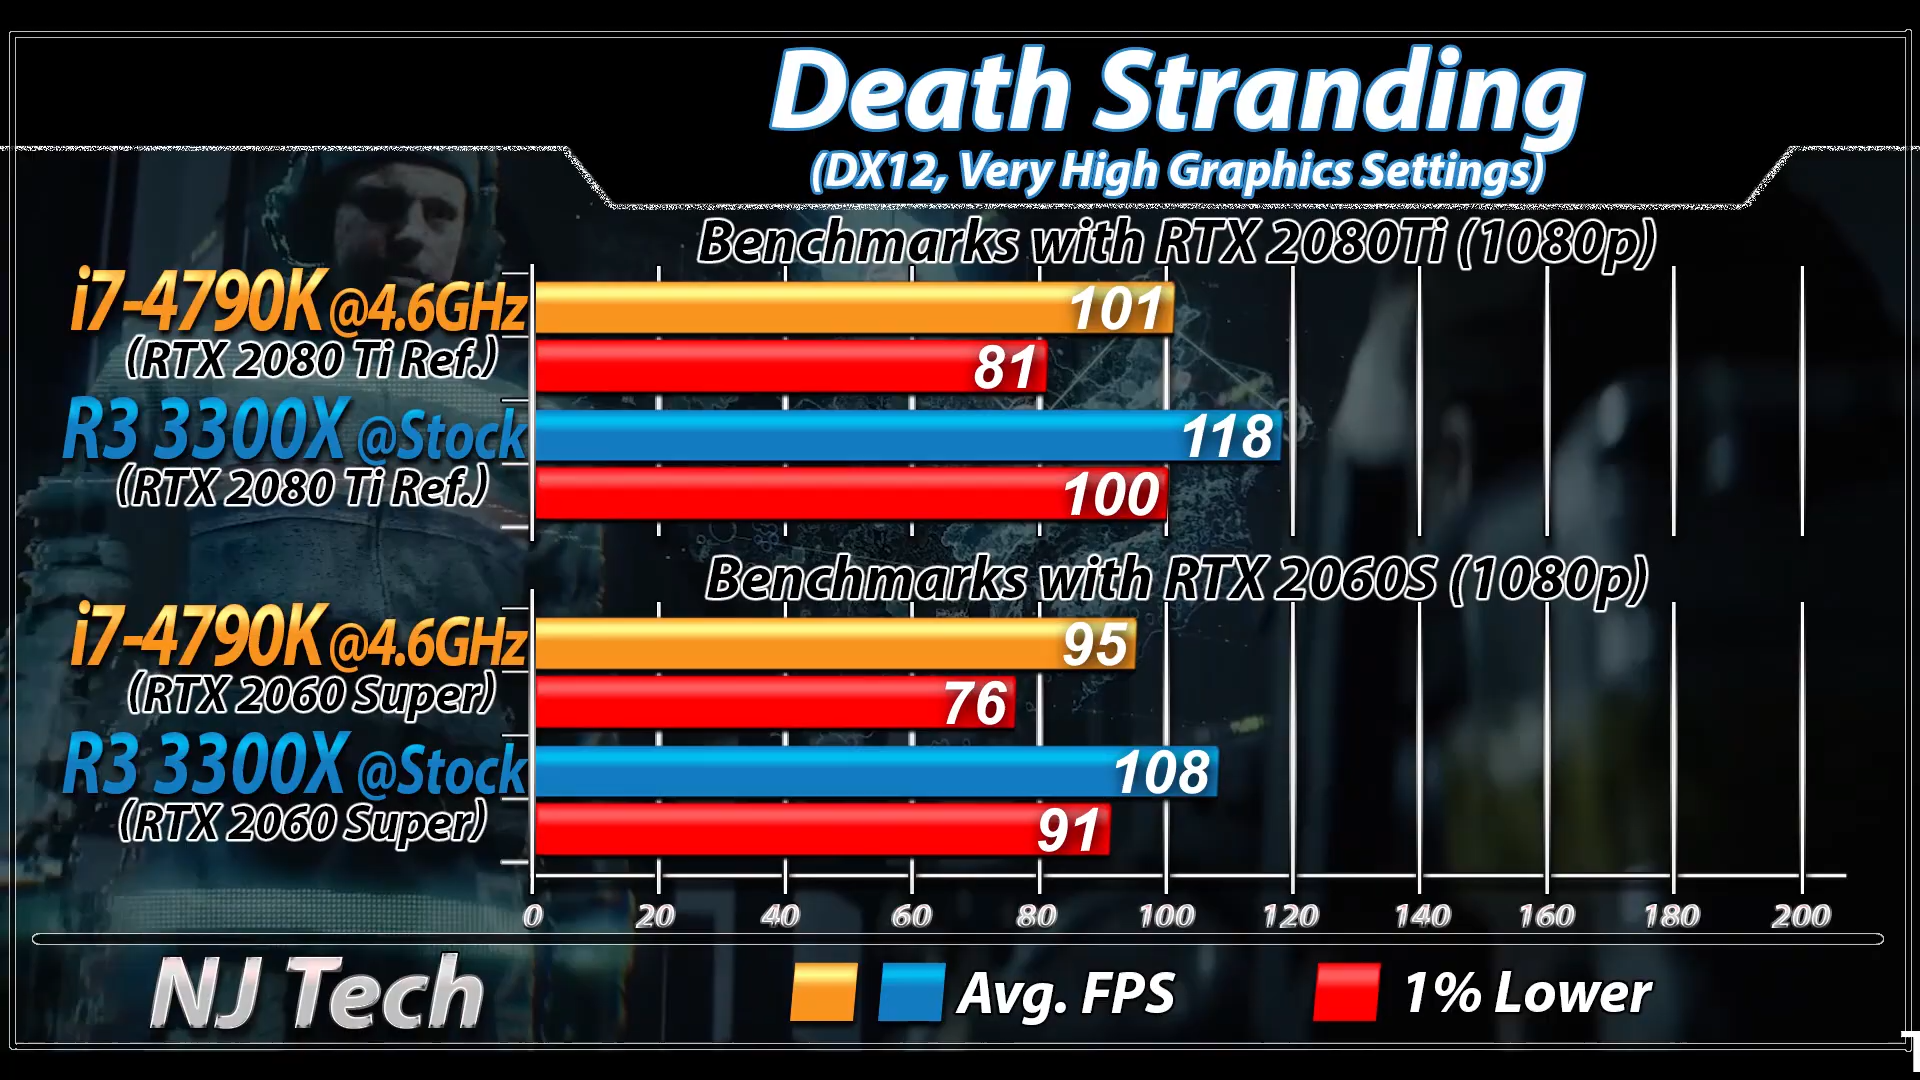 Death Stranding
(DX12, Very High Graphics Settings)
Benchmarks with RTX 2080Ti (1080p)
i7-4790K @4.6GHz
101
(RTX 2080 Ti Ref.)
81
R3 3300X @Stock
118
(RTX 2080 Ti Ref.)
100
Benchmarks with RTX 2060S (1080p)
i7-4790K @4.6GHz
95
(RTX 2060 Super)
76
R3 3300X @Stock
108
(RTX 2060 Super)
91
0 20 40 60 80 100 120 140 160 180 200
NJ Tech
Avg. FPS
1% Lower